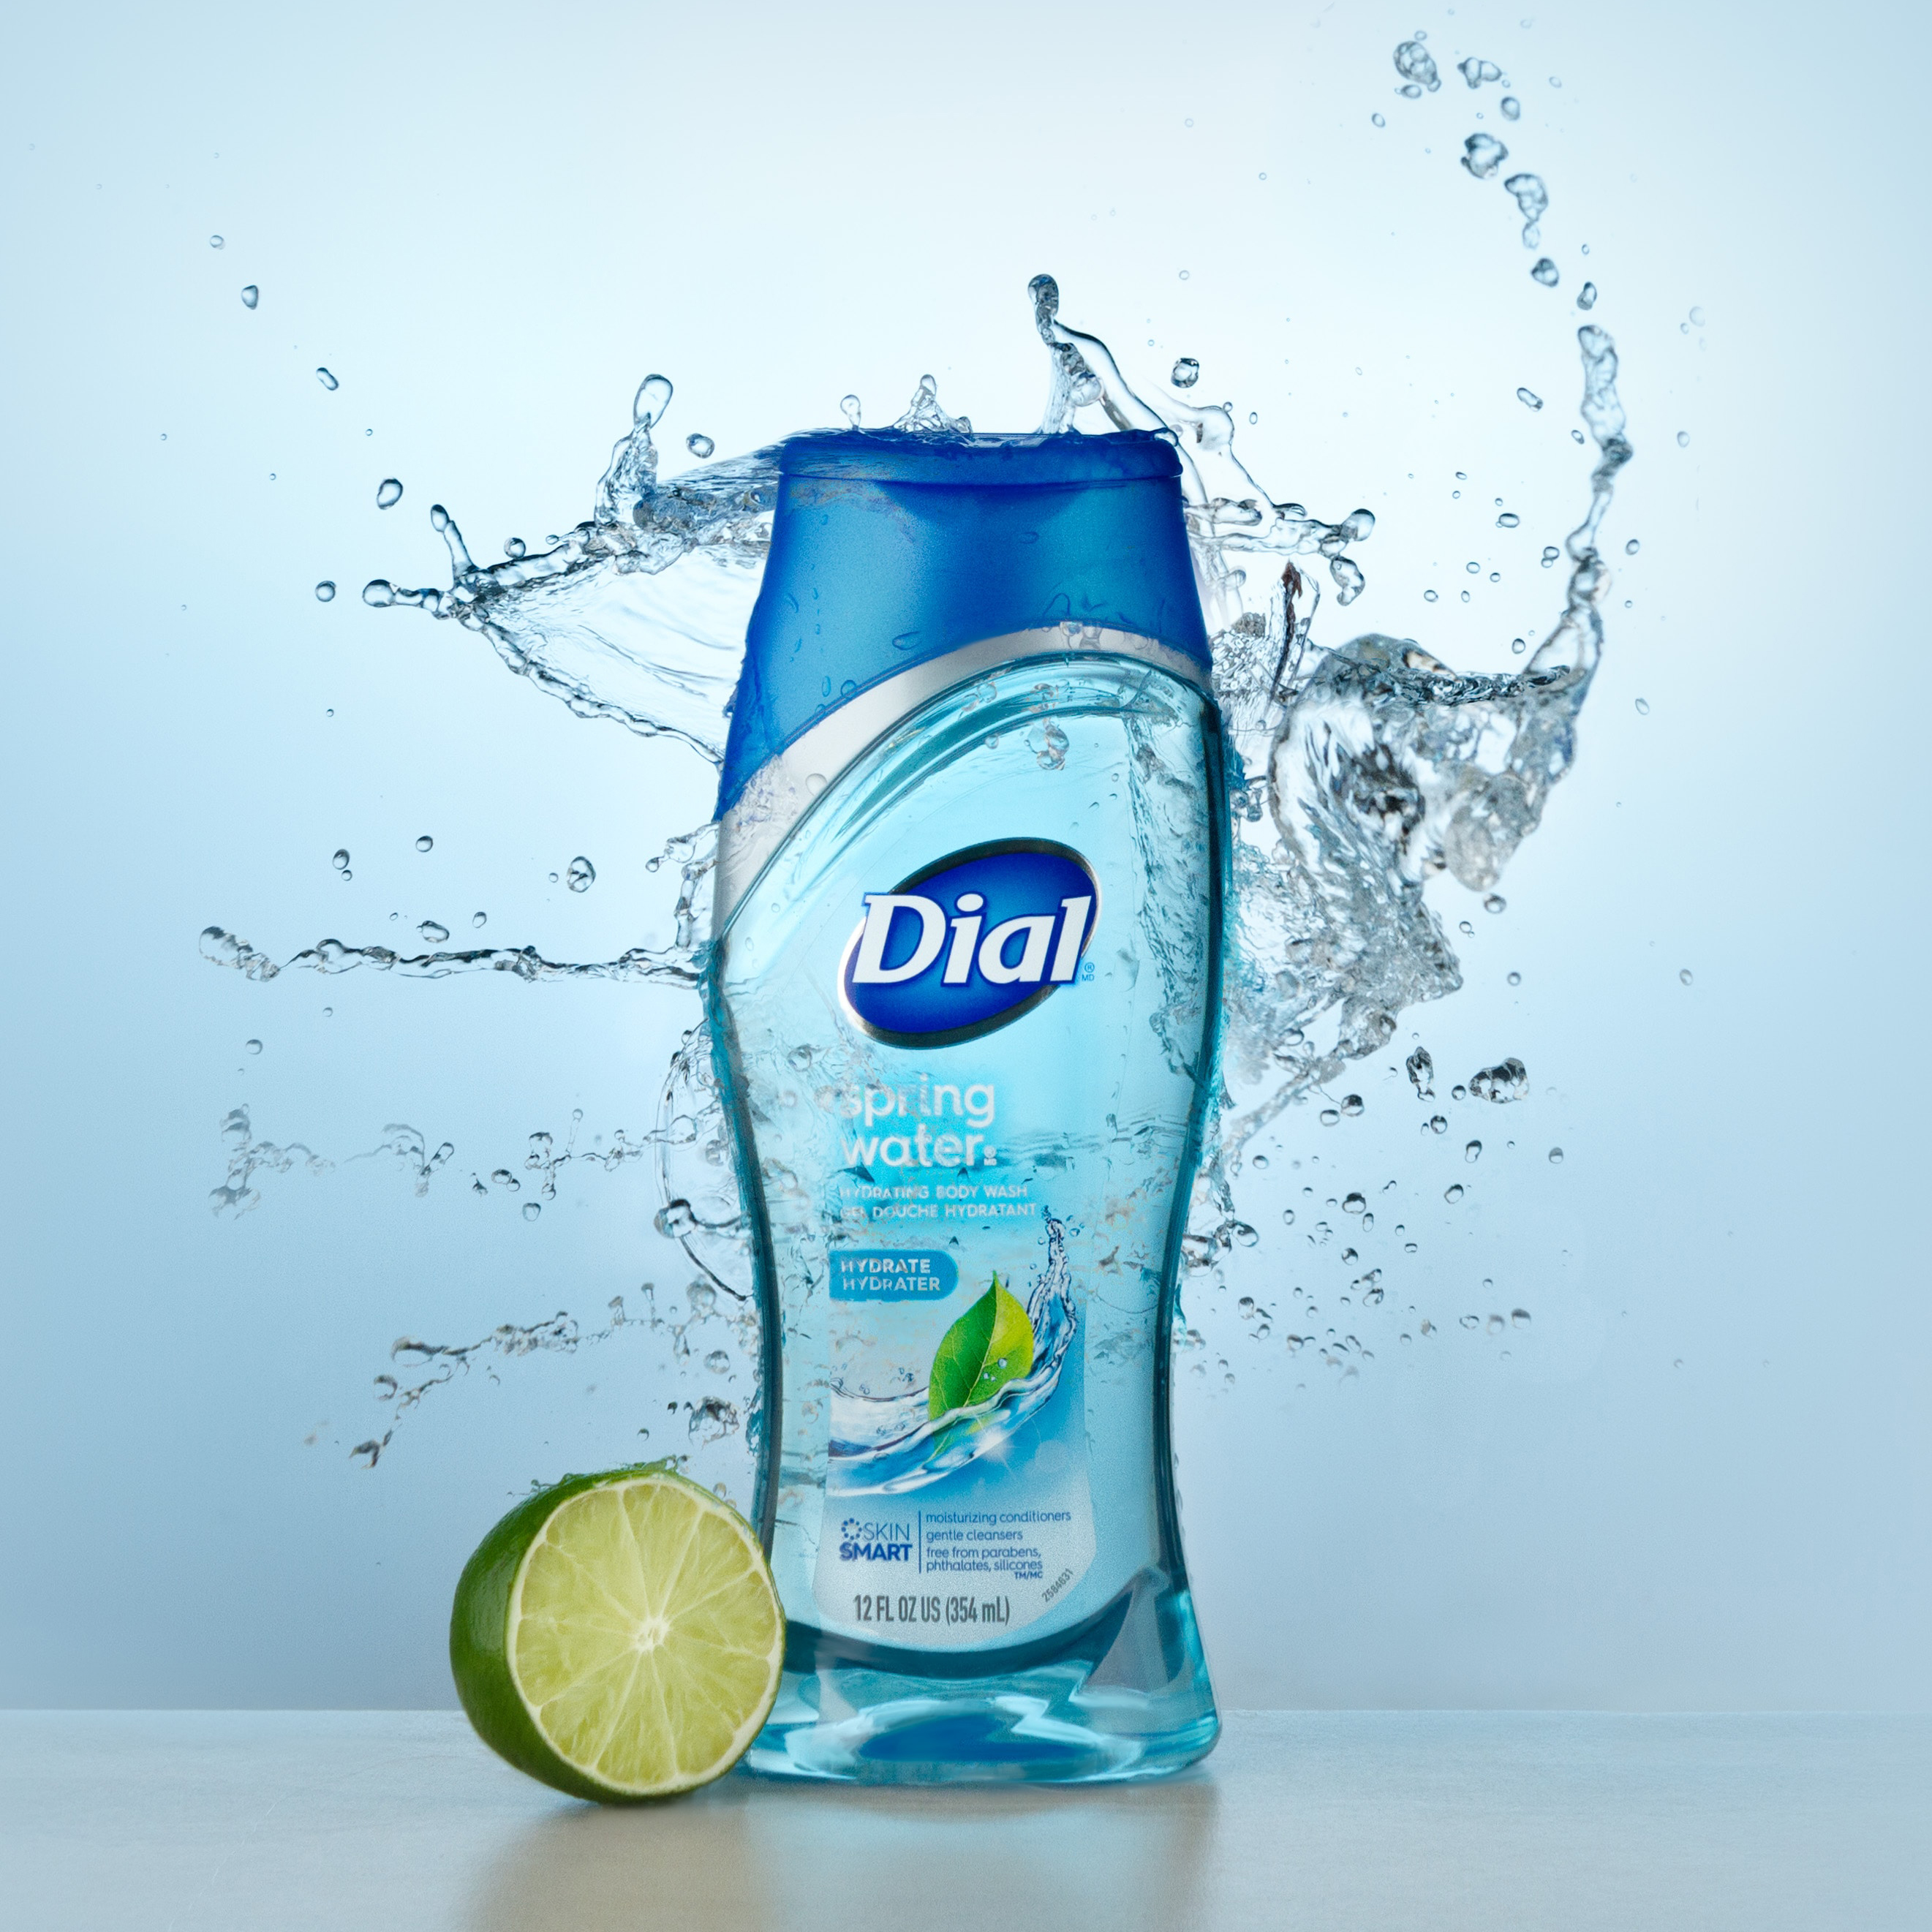 Dial
®
MD
spring
water®
HYDRATING BODY WASH
GEL DOUCHE HYDRATANT
HYDRATE
HYDRATER
SKIN
SMART
moisturizing conditioners
gentle cleansers
free from parabens,
phthalates, silicones
TM/MC
2584631
12 FL OZ US (354 mL)